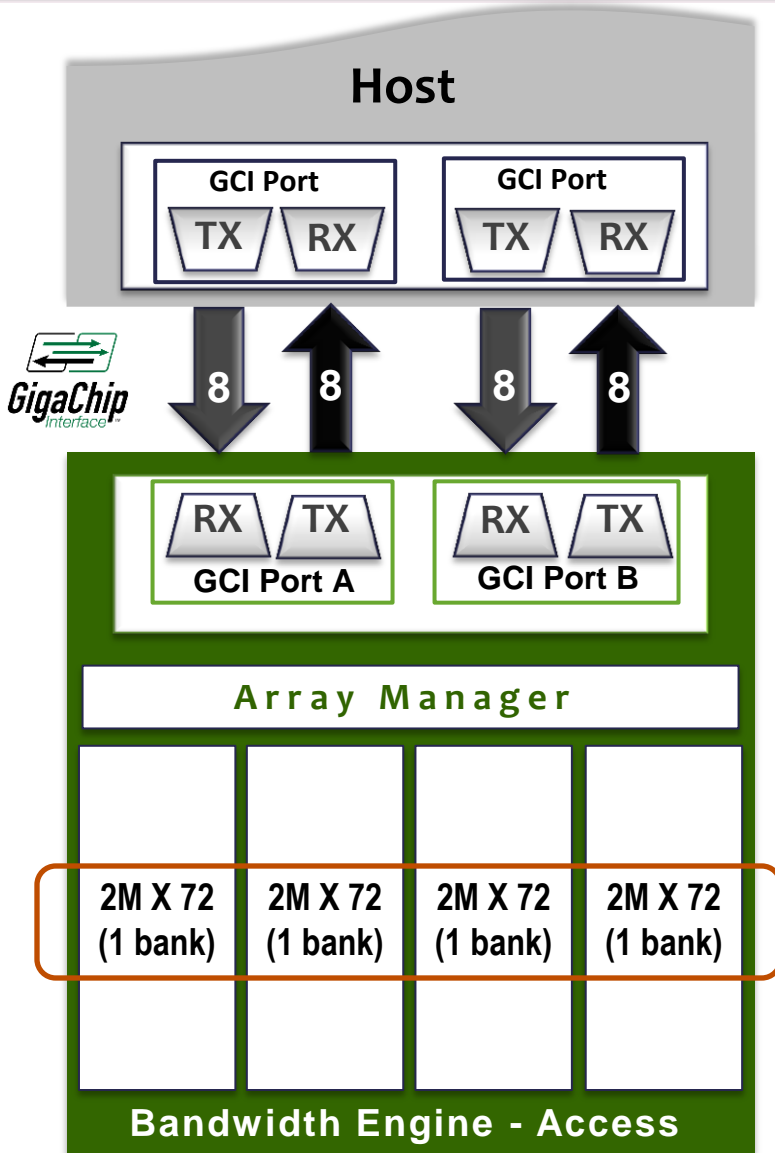 Host
GCI Port GCI Port
TX RX TX RX
GigaChip
Interface™
8 8 8 8
RX TX RX TX
GCI Port A GCI Port B
Array Manager
2M X 72 2M X 72 2M X 72 2M X 72
(1 bank) (1 bank) (1 bank) (1 bank)
Bandwidth Engine - Access